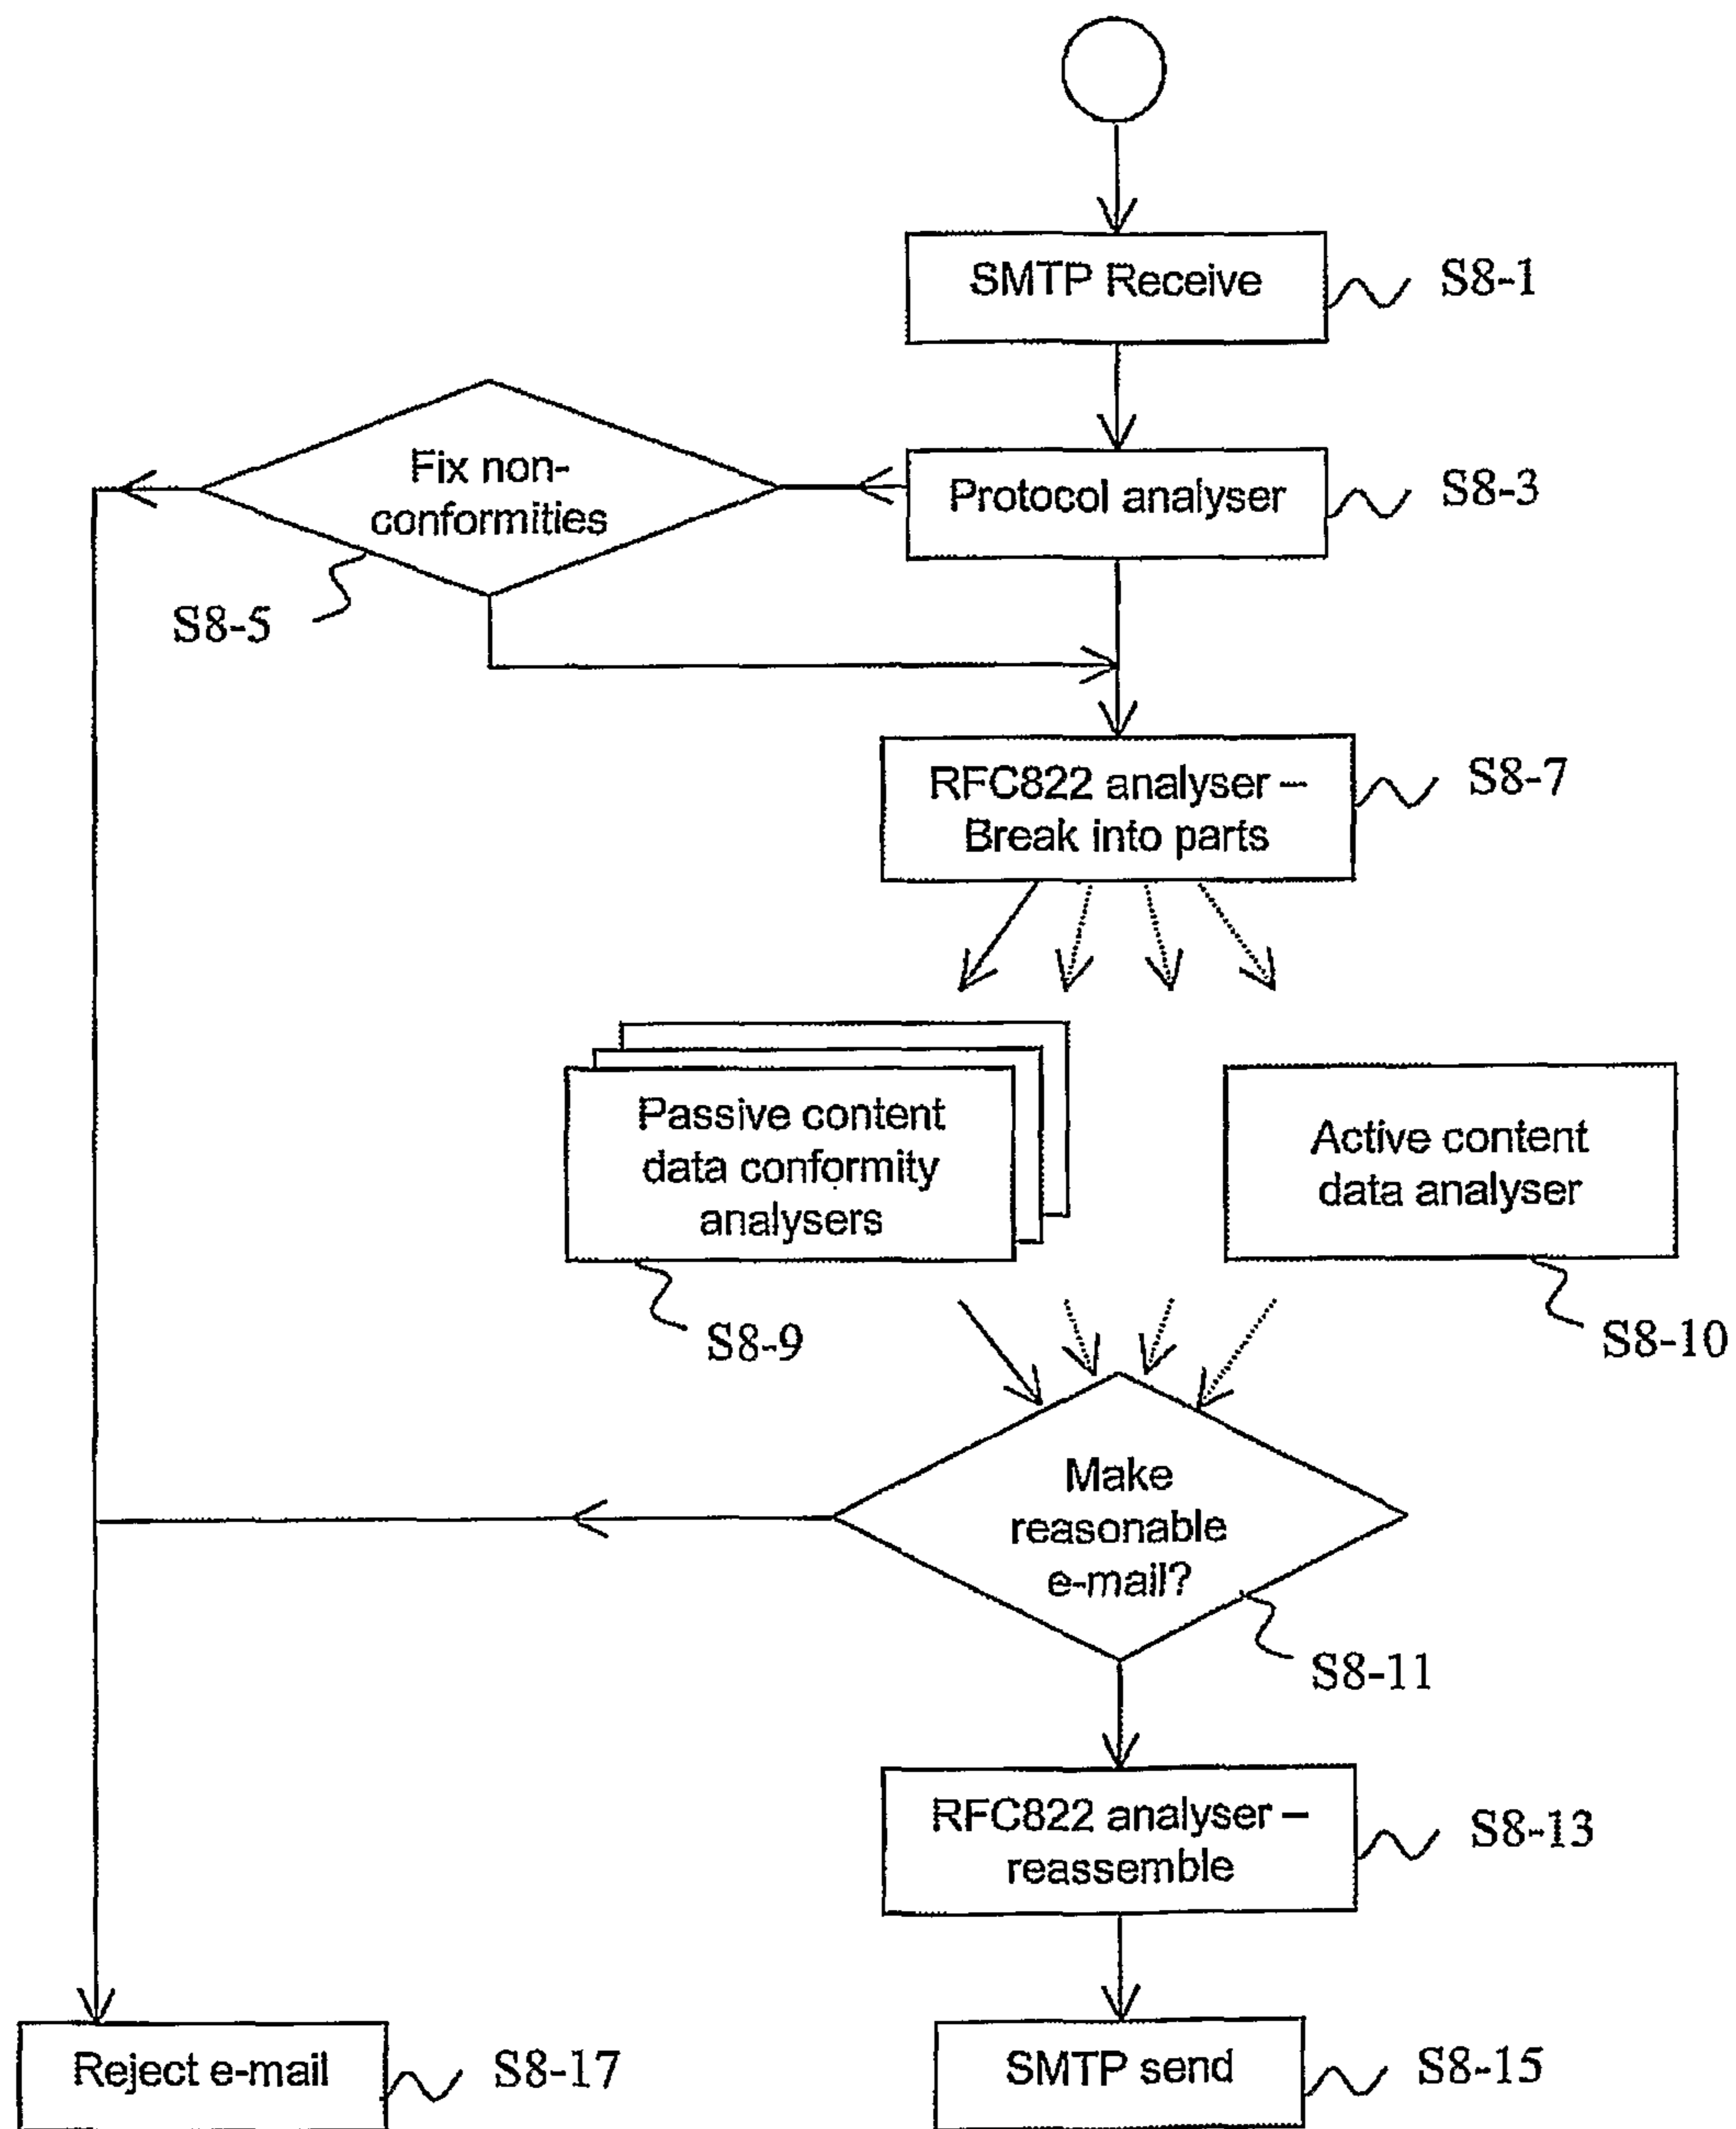 SMTP Receive
S8-1
Fix non-
conformities
S8-5
Protocol analyser
S8-3
RFC822 analyser –
Break into parts
S8-7
Passive content
data conformity
analysers
S8-9
Active content
data analyser
S8-10
Make
reasonable
e-mail?
S8-11
RFC822 analyser –
reassemble
S8-13
Reject e-mail
S8-17
SMTP send
S8-15